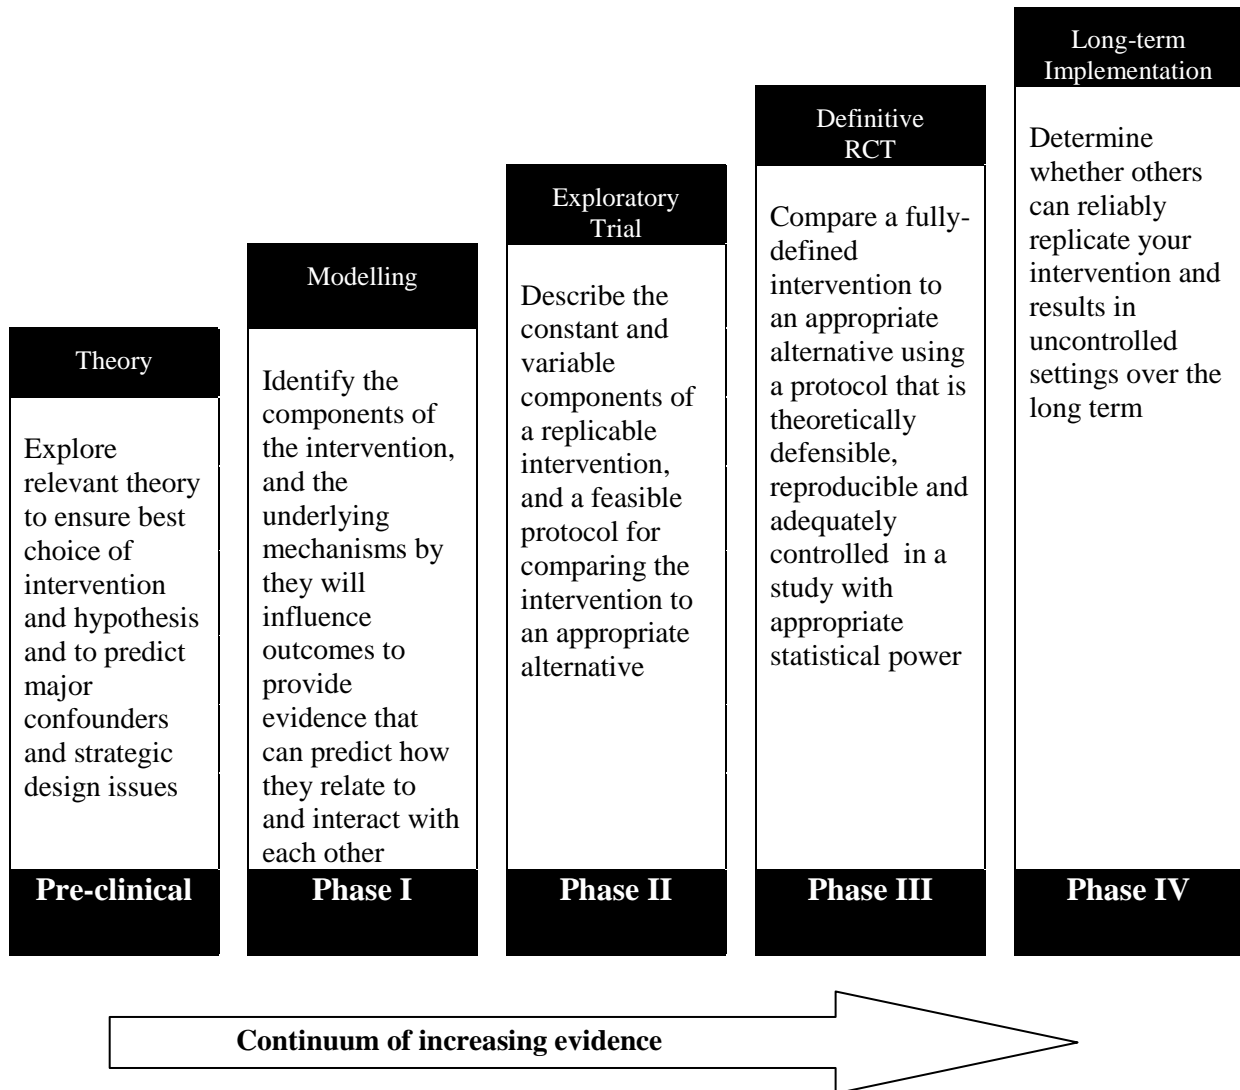 Theory
Explore
relevant theory
to ensure best
choice of
intervention
and hypothesis
and to predict
major
confounders
and strategic
design issues
Pre-clinical
Modelling
Identify the
components of
the intervention,
and the
underlying
mechanisms by
they will
influence
outcomes to
provide
evidence that
can predict how
they relate to
and interact with
each other
Phase I
Exploratory
Trial
Describe the
constant and
variable
components of
a replicable
intervention,
and a feasible
protocol for
comparing the
intervention to
an appropriate
alternative
Phase II
Definitive
RCT
Compare a fully-
defined
intervention to
an appropriate
alternative using
a protocol that is
theoretically
defensible,
reproducible and
adequately
controlled in a
study with
appropriate
statistical power
Phase III
Long-term
Implementation
Determine
whether others
can reliably
replicate your
intervention and
results in
uncontrolled
settings over the
long term
Phase IV
Continuum of increasing evidence